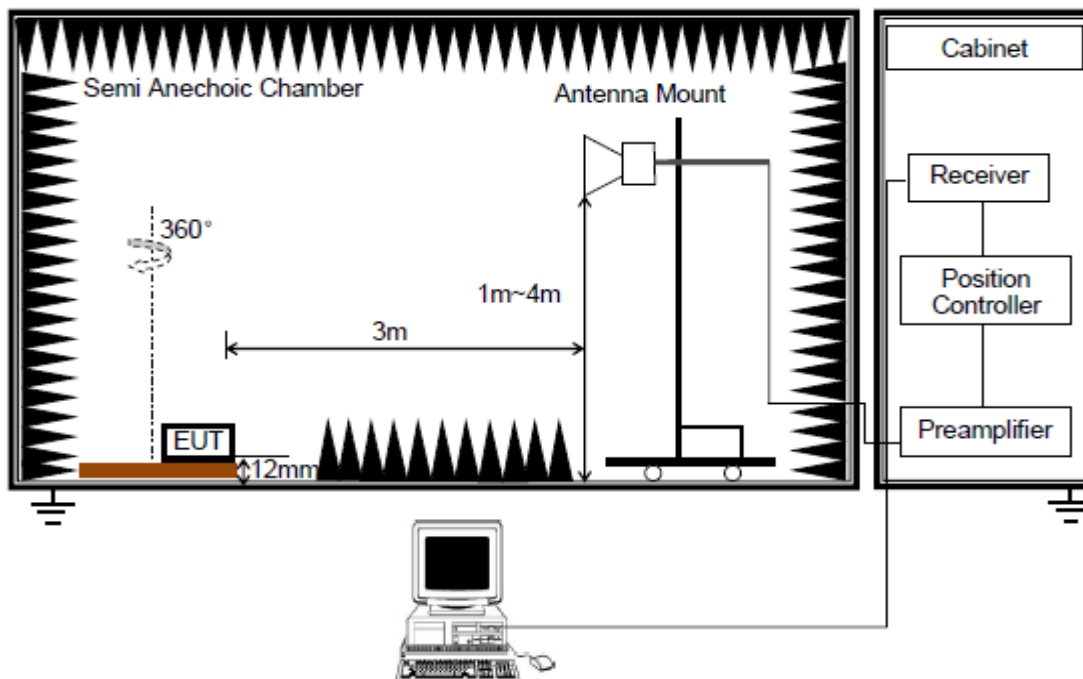 Semi Anechoic Chamber
Antenna Mount
Cabinet
Receiver
360°
Position
Controller
1m~4m
3m
EUT
12mm
Preamplifier